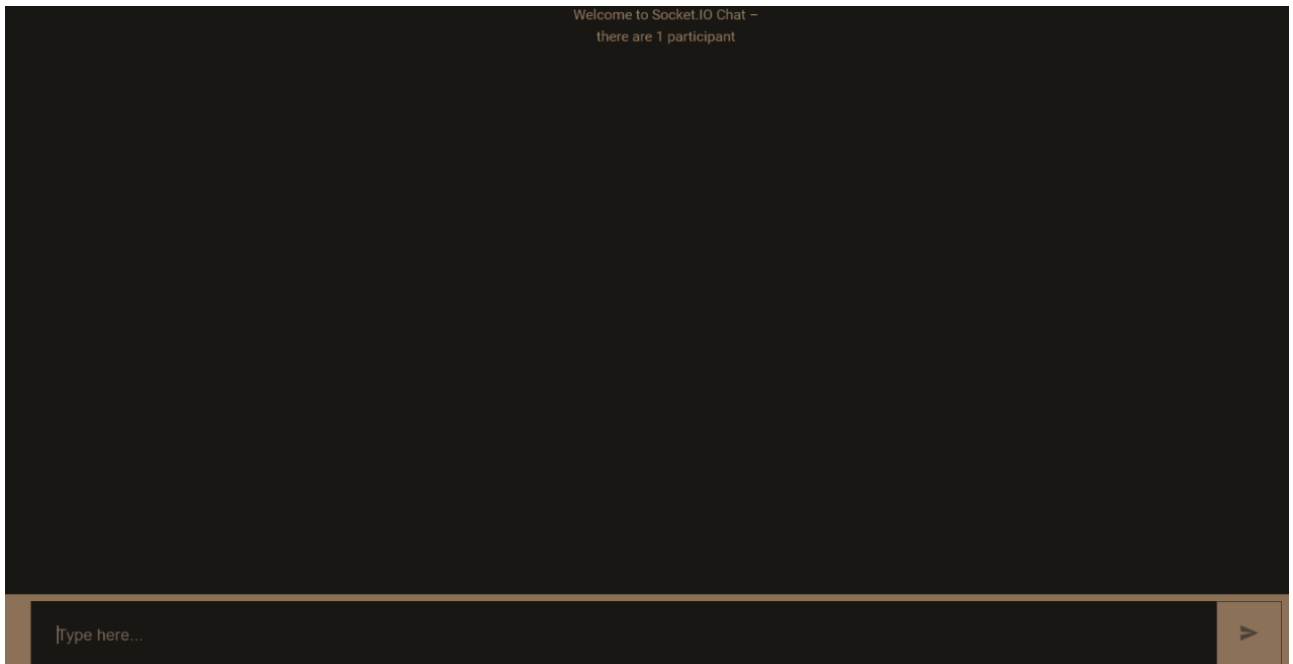 Welcome to Socket.IO Chat –
there are 1 participant
Type here...